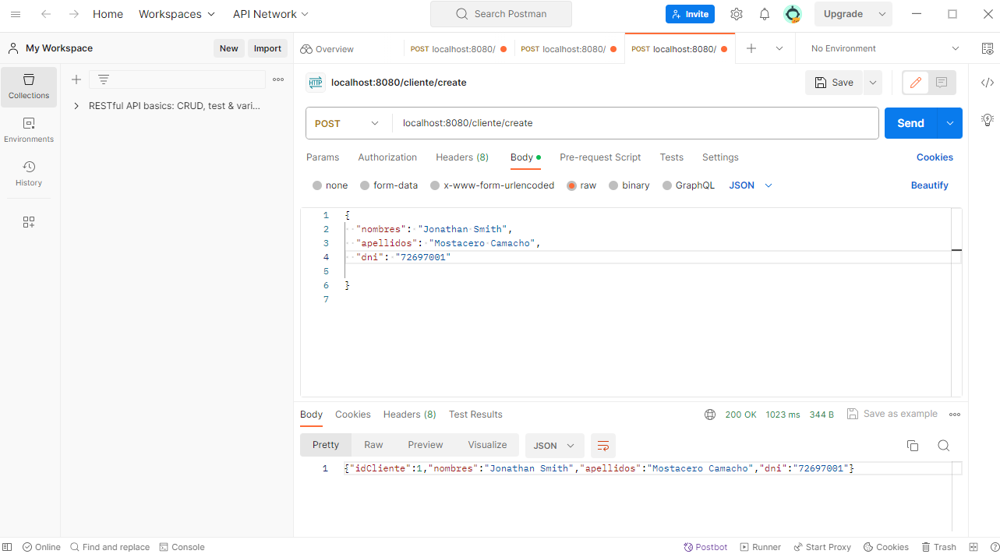 Home Workspaces API Network Search Postman Invite Upgrade
My Workspace New Import Overview POST localhost:8080/ POST localhost:8080/ POST localhost:8080/ No Environment
Collections
Environments
History
RESTful API basics: CRUD, test & vari...
HTTP localhost:8080/cliente/create Save
POST localhost:8080/cliente/create Send
Params Authorization Headers (8) Body Pre-request Script Tests Settings Cookies
none form-data x-www-form-urlencoded raw binary GraphQL JSON Beautify
1 {
2 "nombres": "Jonathan Smith",
3 "apellidos": "Mostacero Camacho",
4 "dni": "72697001"
5
6 }
7
Body Cookies Headers (8) Test Results 200 OK 1023 ms 344 B Save as example
Pretty Raw Preview Visualize JSON
1 {"idCliente":1,"nombres":"Jonathan Smith","apellidos":"Mostacero Camacho","dni":"72697001"}
Online Find and replace Console Postbot Runner Start Proxy Cookies Trash